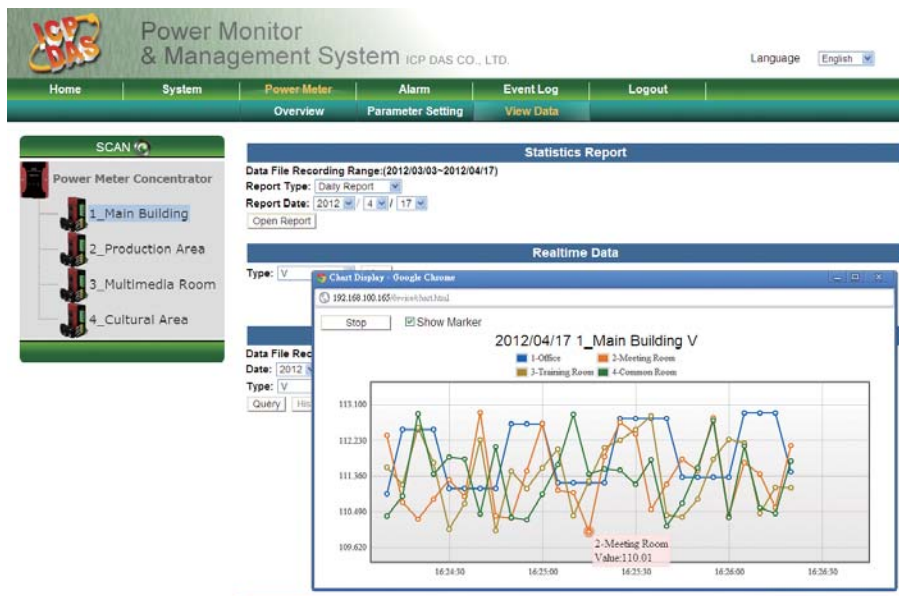 ICP DAS
Power Monitor
& Management System ICP DAS CO., LTD.
Language English
Home System Power Meter Alarm Event Log Logout
Overview Parameter Setting View Data
SCAN
Power Meter Concentrator
1_Main Building
2_Production Area
3_Multimedia Room
4_Cultural Area
Statistics Report
Data File Recording Range:(2012/03/03~2012/04/17)
Report Type: Daily Report
Report Date: 2012 / 4 / 17
Open Report
Realtime Data
Type: V
Data File Rec
Date: 2012
Type: V
Query His
Chart Display - Google Chrome
192.168.100.165/device/chart.html
Stop Show Marker
2012/04/17 1_Main Building V
1-Office 2-Meeting Room
3-Training Room 4-Common Room
113.100
112.230
111.360
110.490
109.620
2-Meeting Room
Value:110.01
16:24:30 16:25:00 16:25:30 16:26:00 16:26:30